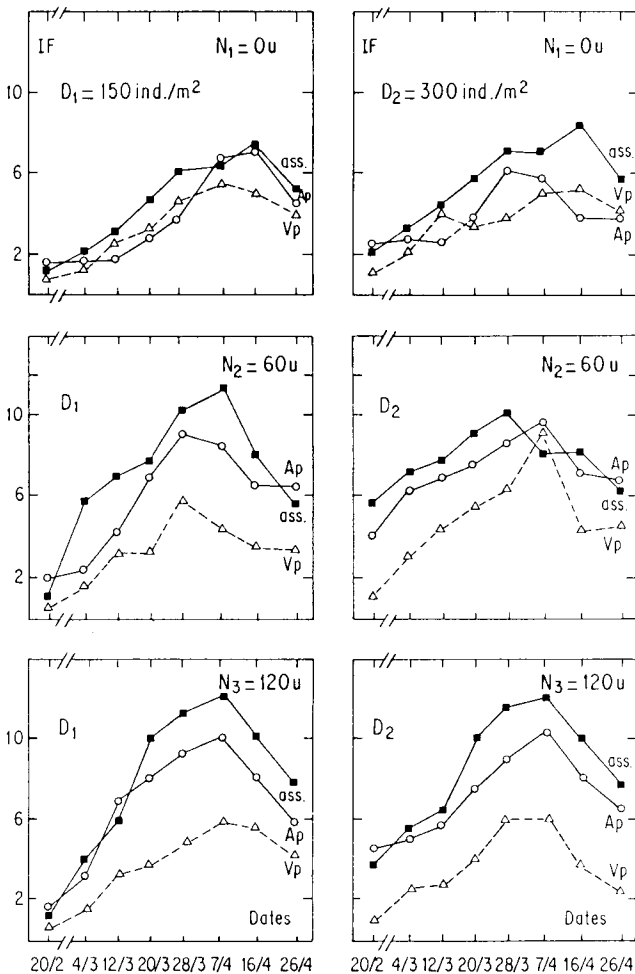 IF N₁=0u
D₁=150 ind./m²
10
6
2
ass.
Ap
Vp
N₁=0u
D₂=300 ind./m²
ass.
Vp
Ap
N₂=60u
D₁
10
6
2
Ap
ass.
Vp
N₂=60u
D₂
Ap
ass.
Vp
N₃=120u
D₁
10
6
2
ass.
Ap
Vp
Dates
20/2 4/3 12/3 20/3 28/3 7/4 16/4 26/4
N₃=120u
D₂
ass.
Ap
Vp
Dates
20/2 4/3 12/3 20/3 28/3 7/4 16/4 26/4